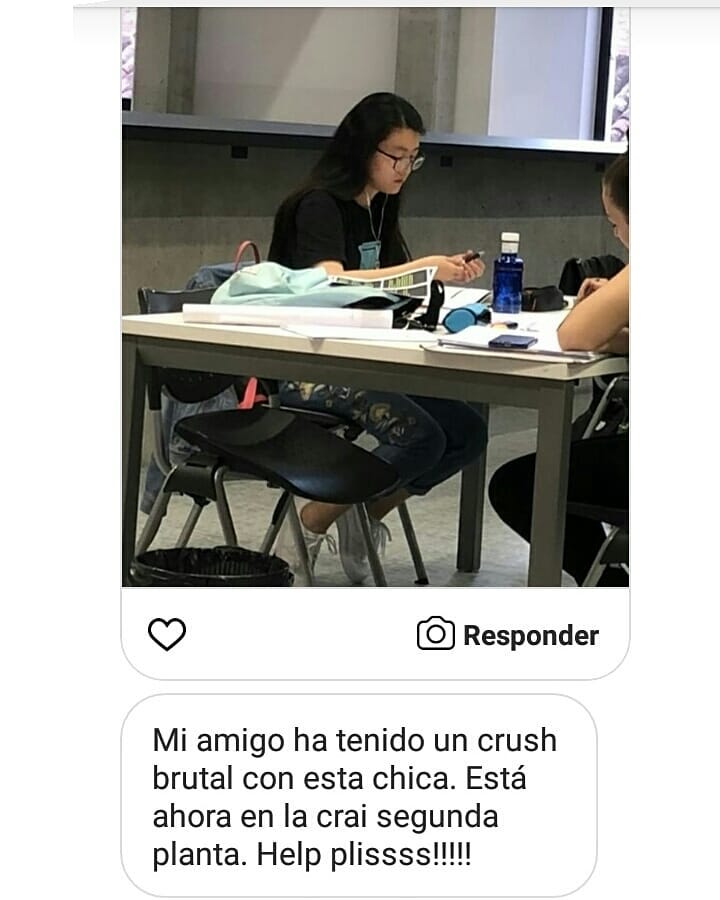 Responder
Mi amigo ha tenido un crush
brutal con esta chica. Está
ahora en la crai segunda
planta. Help plissss!!!!!